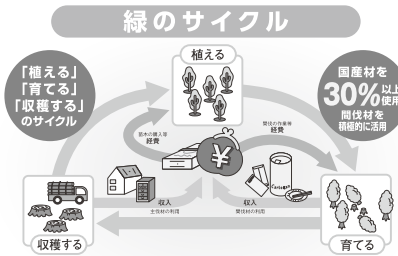 緑のサイクル
植える
「植える」
「育てる」
「収穫する」
のサイクル
国産材を
30%以上
使用
間伐材を
積極的に活用
苗木の購入等
経費
間伐の作業等
経費
¥
収入
主伐材の利用
収入
間伐材の利用
収穫する
育てる